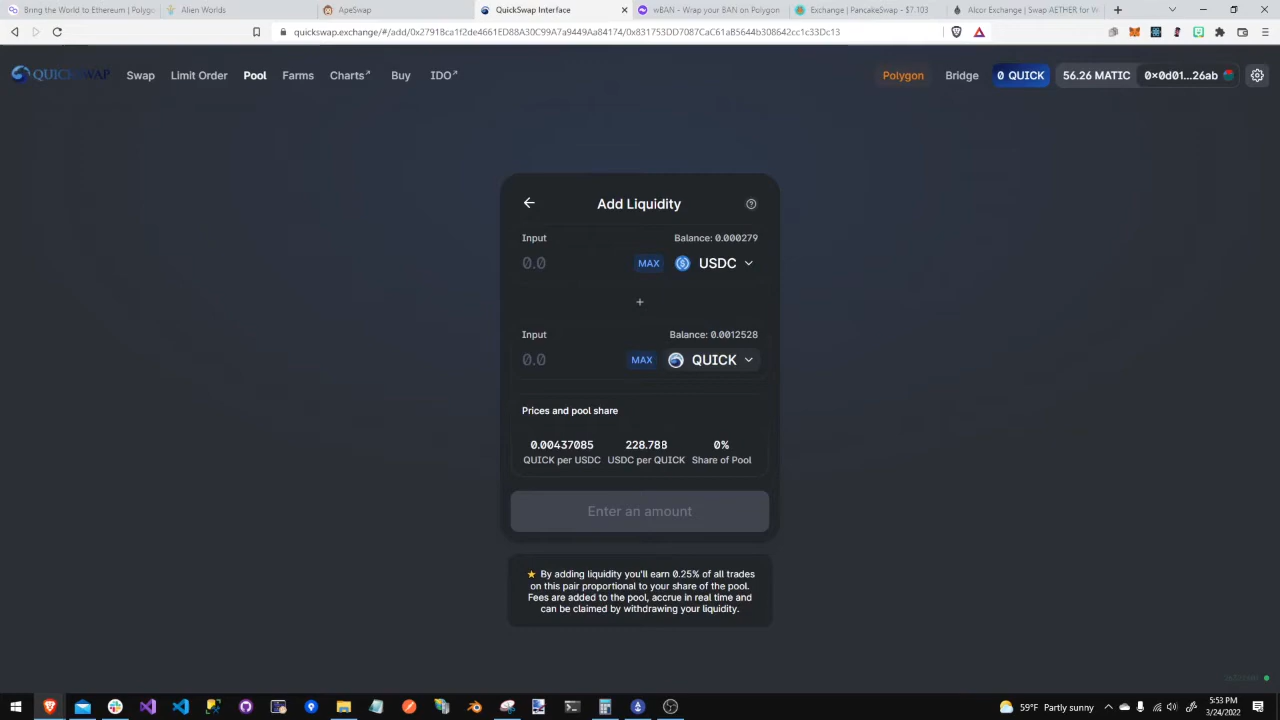 Bring the World to Ethereum | Polygo
Alien Worlds
ApeSwap
QuickSwap Interface
wBAN - Wrap your BAN on Polygon
Exchange | PancakeSwap - $7.103
Alcor Exchange | Swap AETHER for W
quickswap.exchange/#/add/0x27918c3f2de4661ED88A30C99A7a9449Aa84174/0x831753DD7087CaC61aB5644b308642cc1c33Dc13
QUICKSWAP
Swap
Limit Order
Pool
Farms
Charts↗
Buy
IDO↗
Polygon
Bridge
0 QUICK
56.26 MATIC
0x0d01...26ab
Add Liquidity
Input
Balance: 0.000279
0.0
MAX
USDC
+
Input
Balance: 0.0012528
0.0
MAX
QUICK
Prices and pool share
0.00437085
228.788
0%
QUICK per USDC
USDC per QUICK
Share of Pool
Enter an amount
⭐ By adding liquidity you'll earn 0.25% of all trades
on this pair proportional to your share of the pool.
Fees are added to the pool, accrue in real time and
can be claimed by withdrawing your liquidity.
59°F Partly sunny
5:53 PM
3/24/2022